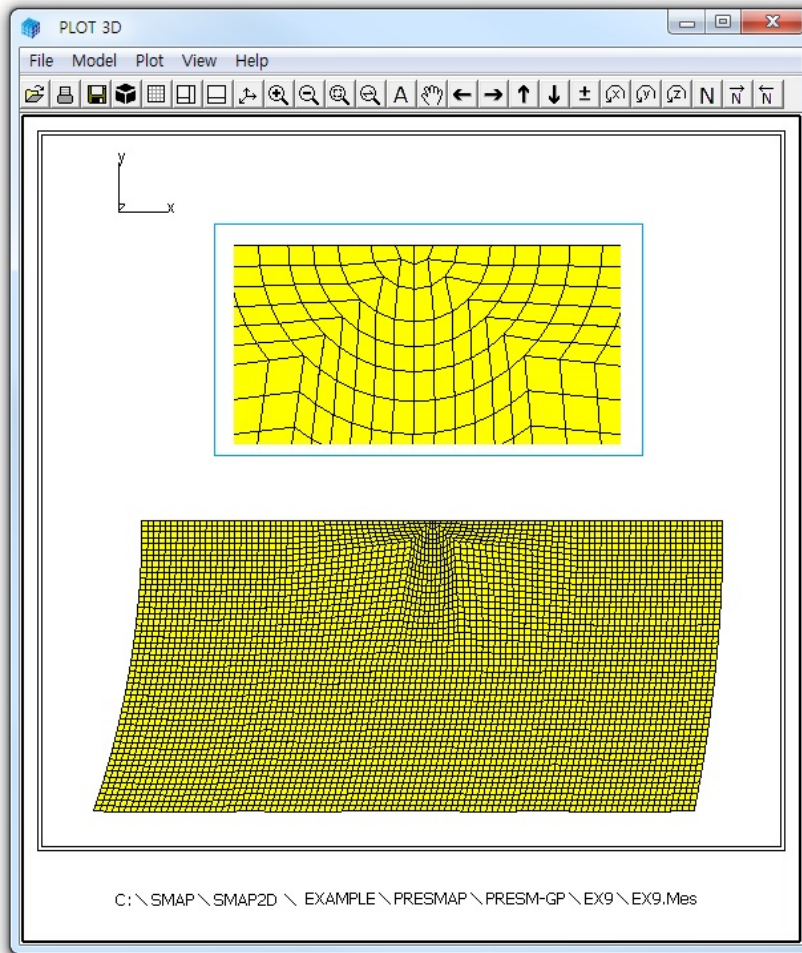 PLOT 3D
File Model Plot View Help
A x y z N N N
y
z x
C:\SMAP\SMAP2D \ EXAMPLE\PRESMAP\PRESM-GP\EX9\EX9.Mes